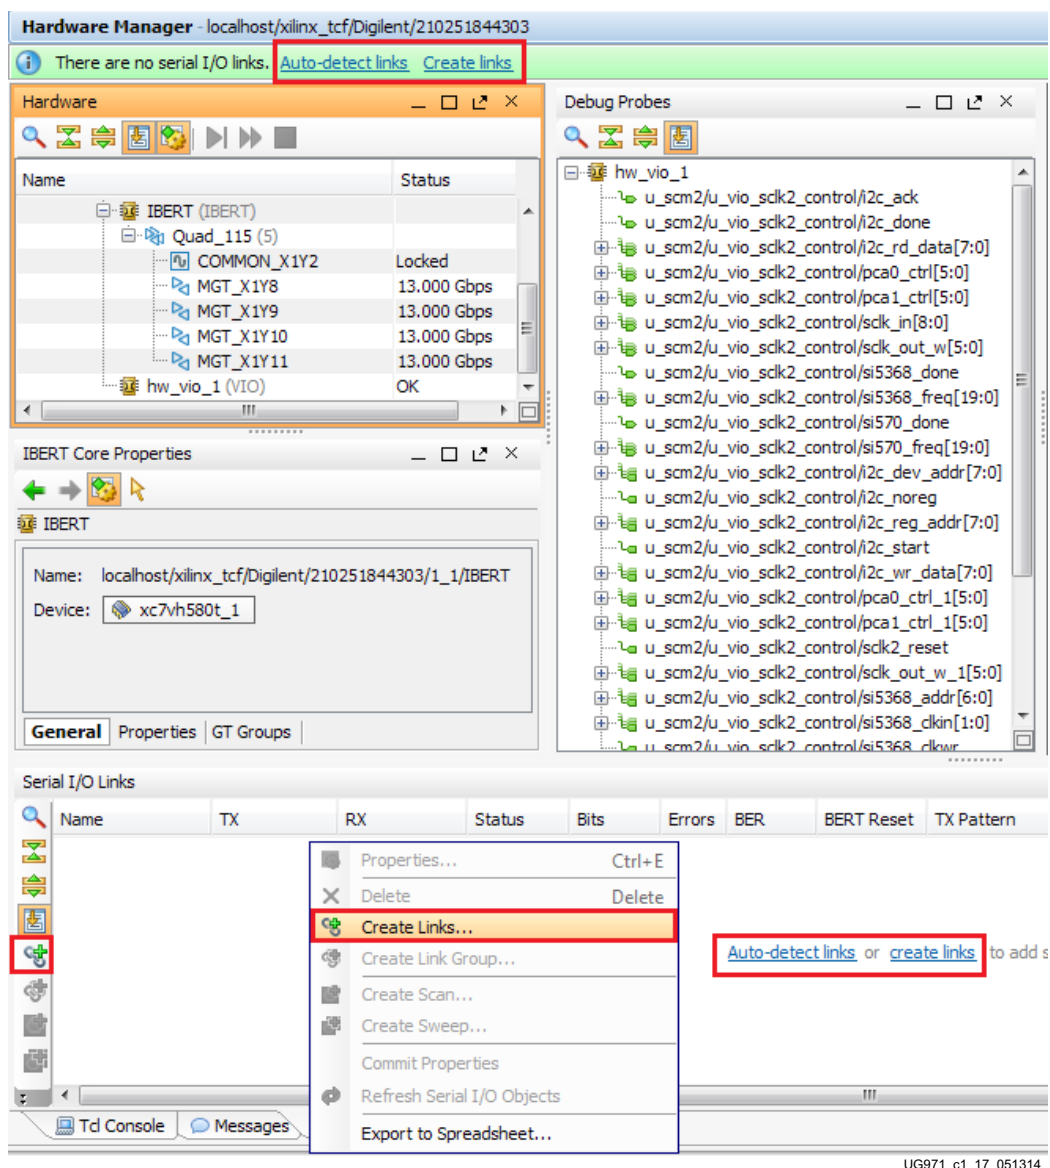 Hardware Manager - localhost/xilinx_tcf/Digilent/210251844303
There are no serial I/O links. Auto-detect links Create links
Hardware
Name Status
IBERT (IBERT)
Quad_115 (5)
COMMON_X1Y2 Locked
MGT_X1Y8 13.000 Gbps
MGT_X1Y9 13.000 Gbps
MGT_X1Y10 13.000 Gbps
MGT_X1Y11 13.000 Gbps
hw_vio_1 (VIO) OK
IBERT Core Properties
IBERT
Name: localhost/xilinx_tcf/Digilent/210251844303/1_1/IBERT
Device: xc7vh580t_1
General Properties GT Groups
Debug Probes
hw_vio_1
u_scm2/u_vio_sclk2_control/i2c_ack
u_scm2/u_vio_sclk2_control/i2c_done
u_scm2/u_vio_sclk2_control/i2c_rd_data[7:0]
u_scm2/u_vio_sclk2_control/pca0_ctrl[5:0]
u_scm2/u_vio_sclk2_control/pca1_ctrl[5:0]
u_scm2/u_vio_sclk2_control/sclk_in[8:0]
u_scm2/u_vio_sclk2_control/sclk_out_w[5:0]
u_scm2/u_vio_sclk2_control/si5368_done
u_scm2/u_vio_sclk2_control/si5368_freq[19:0]
u_scm2/u_vio_sclk2_control/si570_done
u_scm2/u_vio_sclk2_control/si570_freq[19:0]
u_scm2/u_vio_sclk2_control/i2c_dev_addr[7:0]
u_scm2/u_vio_sclk2_control/i2c_noreg
u_scm2/u_vio_sclk2_control/i2c_reg_addr[7:0]
u_scm2/u_vio_sclk2_control/i2c_start
u_scm2/u_vio_sclk2_control/i2c_wr_data[7:0]
u_scm2/u_vio_sclk2_control/pca0_ctrl_1[5:0]
u_scm2/u_vio_sclk2_control/pca1_ctrl_1[5:0]
u_scm2/u_vio_sclk2_control/sclk2_reset
u_scm2/u_vio_sclk2_control/sclk_out_w_1[5:0]
u_scm2/u_vio_sclk2_control/si5368_addr[6:0]
u_scm2/u_vio_sclk2_control/si5368_clkin[1:0]
u_scm2/u_vio_sclk2_control/si5368_clkwr
Serial I/O Links
Name TX RX Status Bits Errors BER BERT Reset TX Pattern
Properties... Ctrl+E
Delete Delete
Create Links...
Create Link Group...
Create Scan...
Create Sweep...
Commit Properties
Refresh Serial I/O Objects
Export to Spreadsheet...
Auto-detect links or create links to add s
Tcl Console Messages
UG971_c1_17_051314